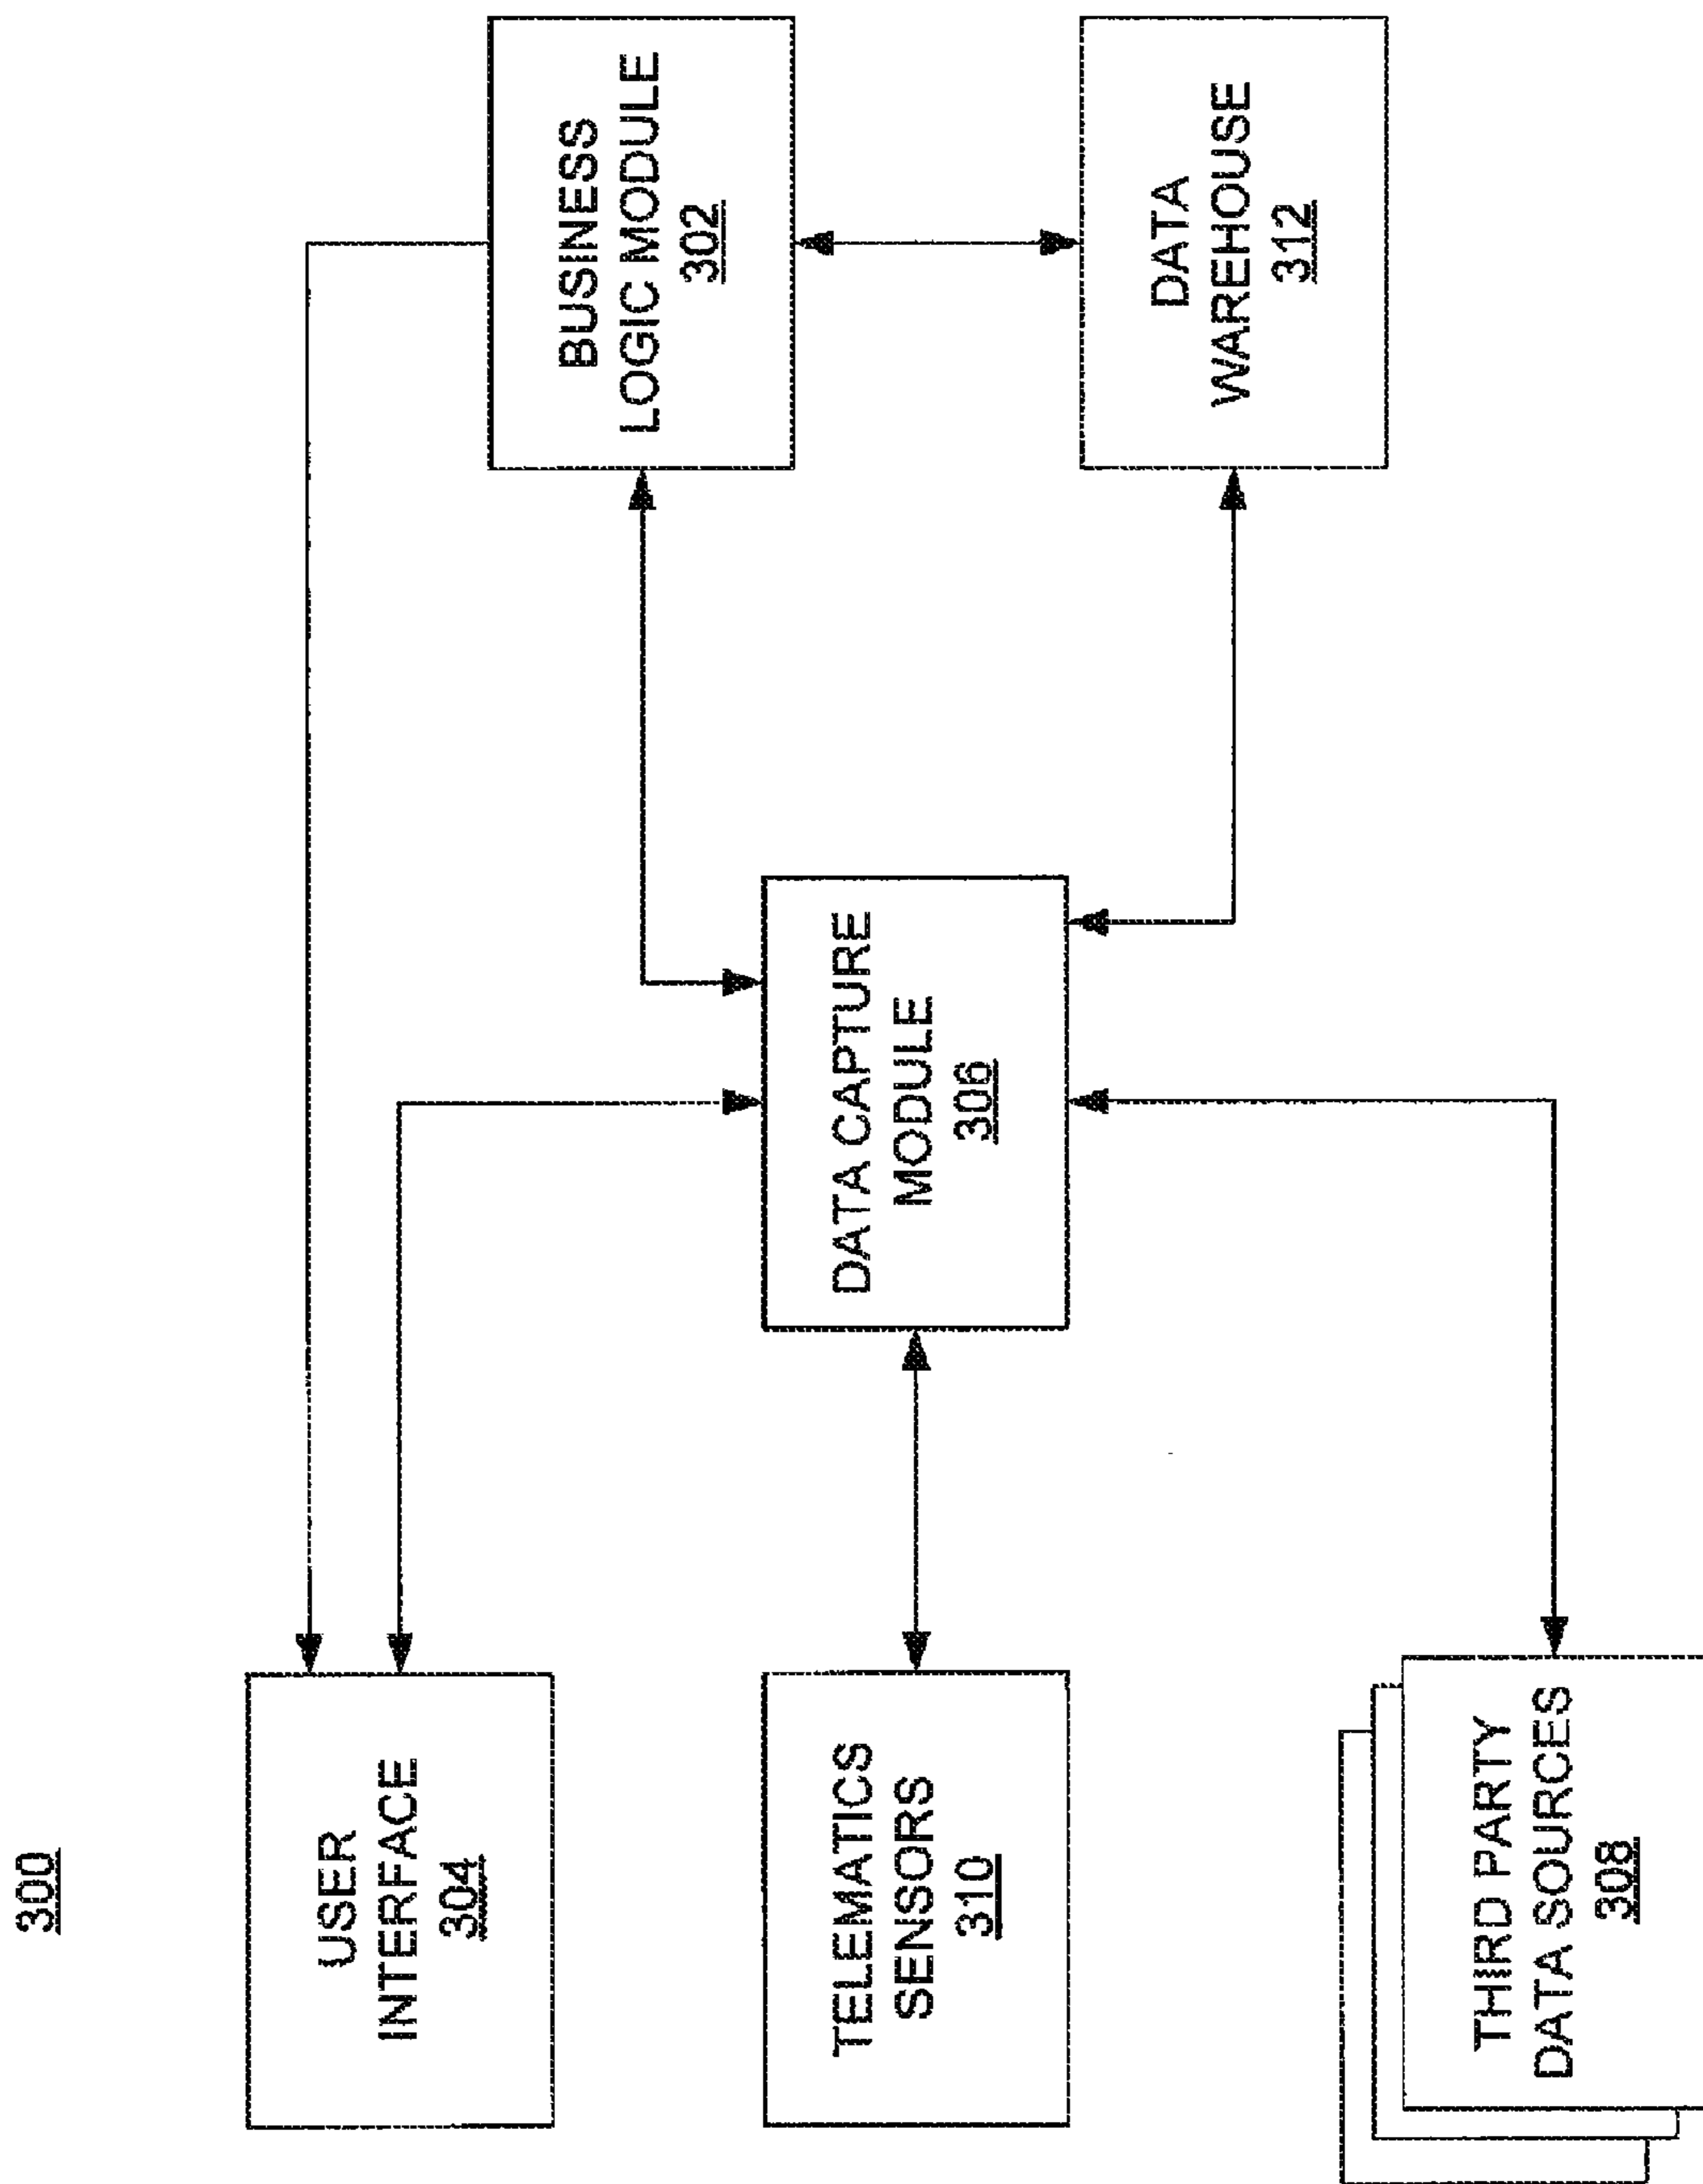 300
USER
INTERFACE
304
TELEMATICS
SENSORS
310
THIRD PARTY
DATA SOURCES
308
DATA CAPTURE
MODULE
306
BUSINESS
LOGIC MODULE
302
DATA
WAREHOUSE
312